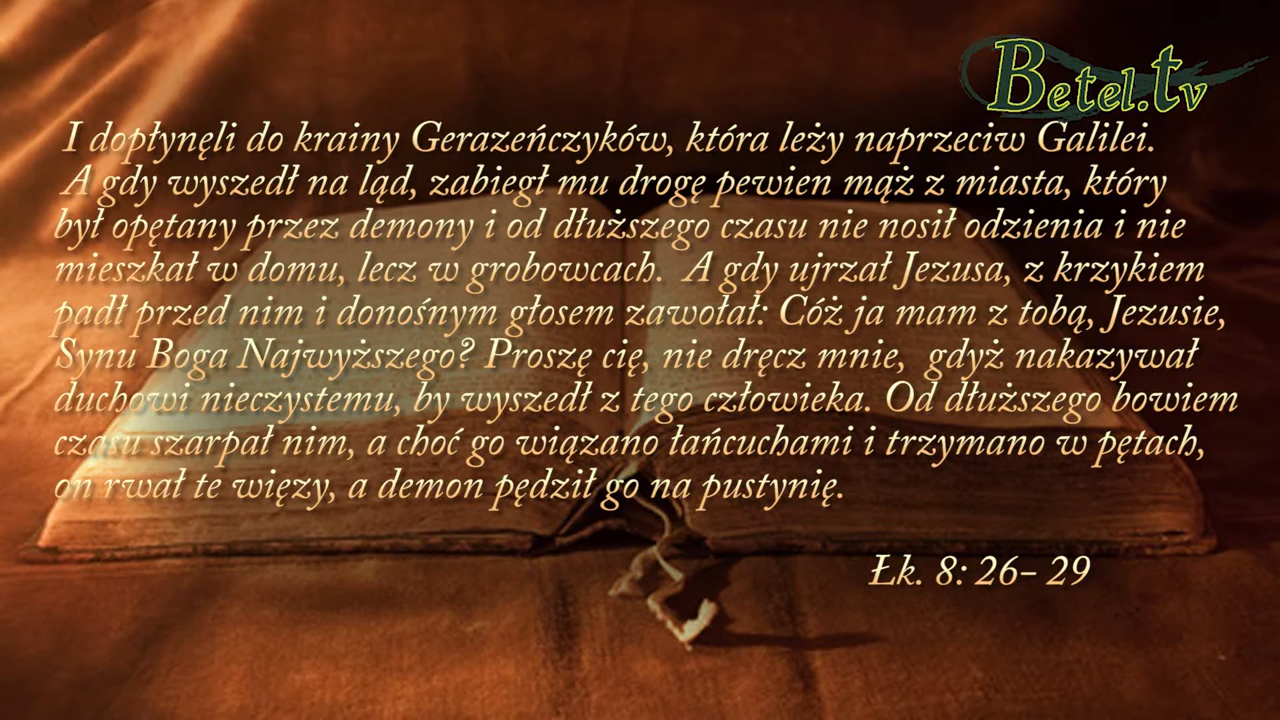 Betel.tv
I dopłynęli do krainy Gerazeńczyków, która leży naprzeciw Galilei.
A gdy wyszedł na ląd, zabiegł mu drogę pewien mąż z miasta, który
był opętany przez demony i od dłuższego czasu nie nosił odzienia i nie
mieszkał w domu, lecz w grobowcach. A gdy ujrzał Jezusa, z krzykiem
padł przed nim i donośnym głosem zawołał: Cóż ja mam z tobą, Jezusie,
Synu Boga Najwyższego? Proszę cię, nie dręcz mnie, gdyż nakazywał
duchowi nieczystemu, by wyszedł z tego człowieka. Od dłuższego bowiem
czasu szarpał nim, a choć go wiązano łańcuchami i trzymano w pętach,
on rwał te więzy, a demon pędził go na pustynię.
Łk. 8: 26- 29